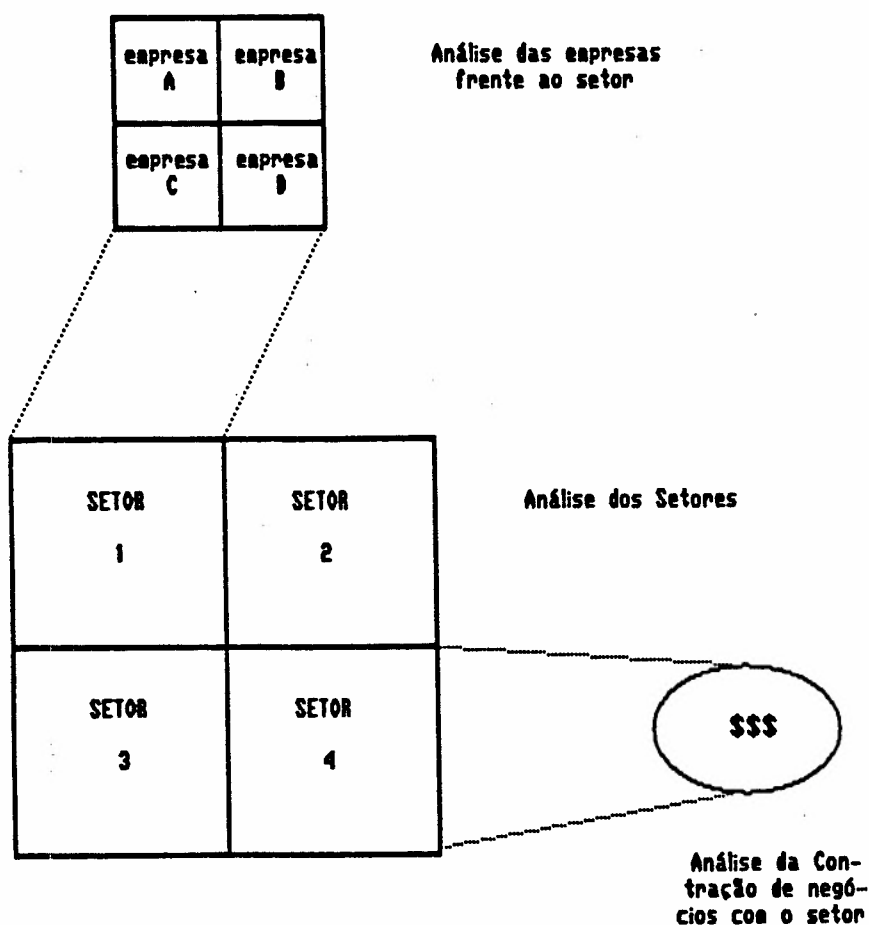 empresa empresa
A B
empresa empresa
C D
Análise das empresas
frente ao setor
SETOR SETOR
1 2
Análise dos Setores
SETOR SETOR
3 4
$$$
Análise da Con-
tração de negó-
cios com o setor